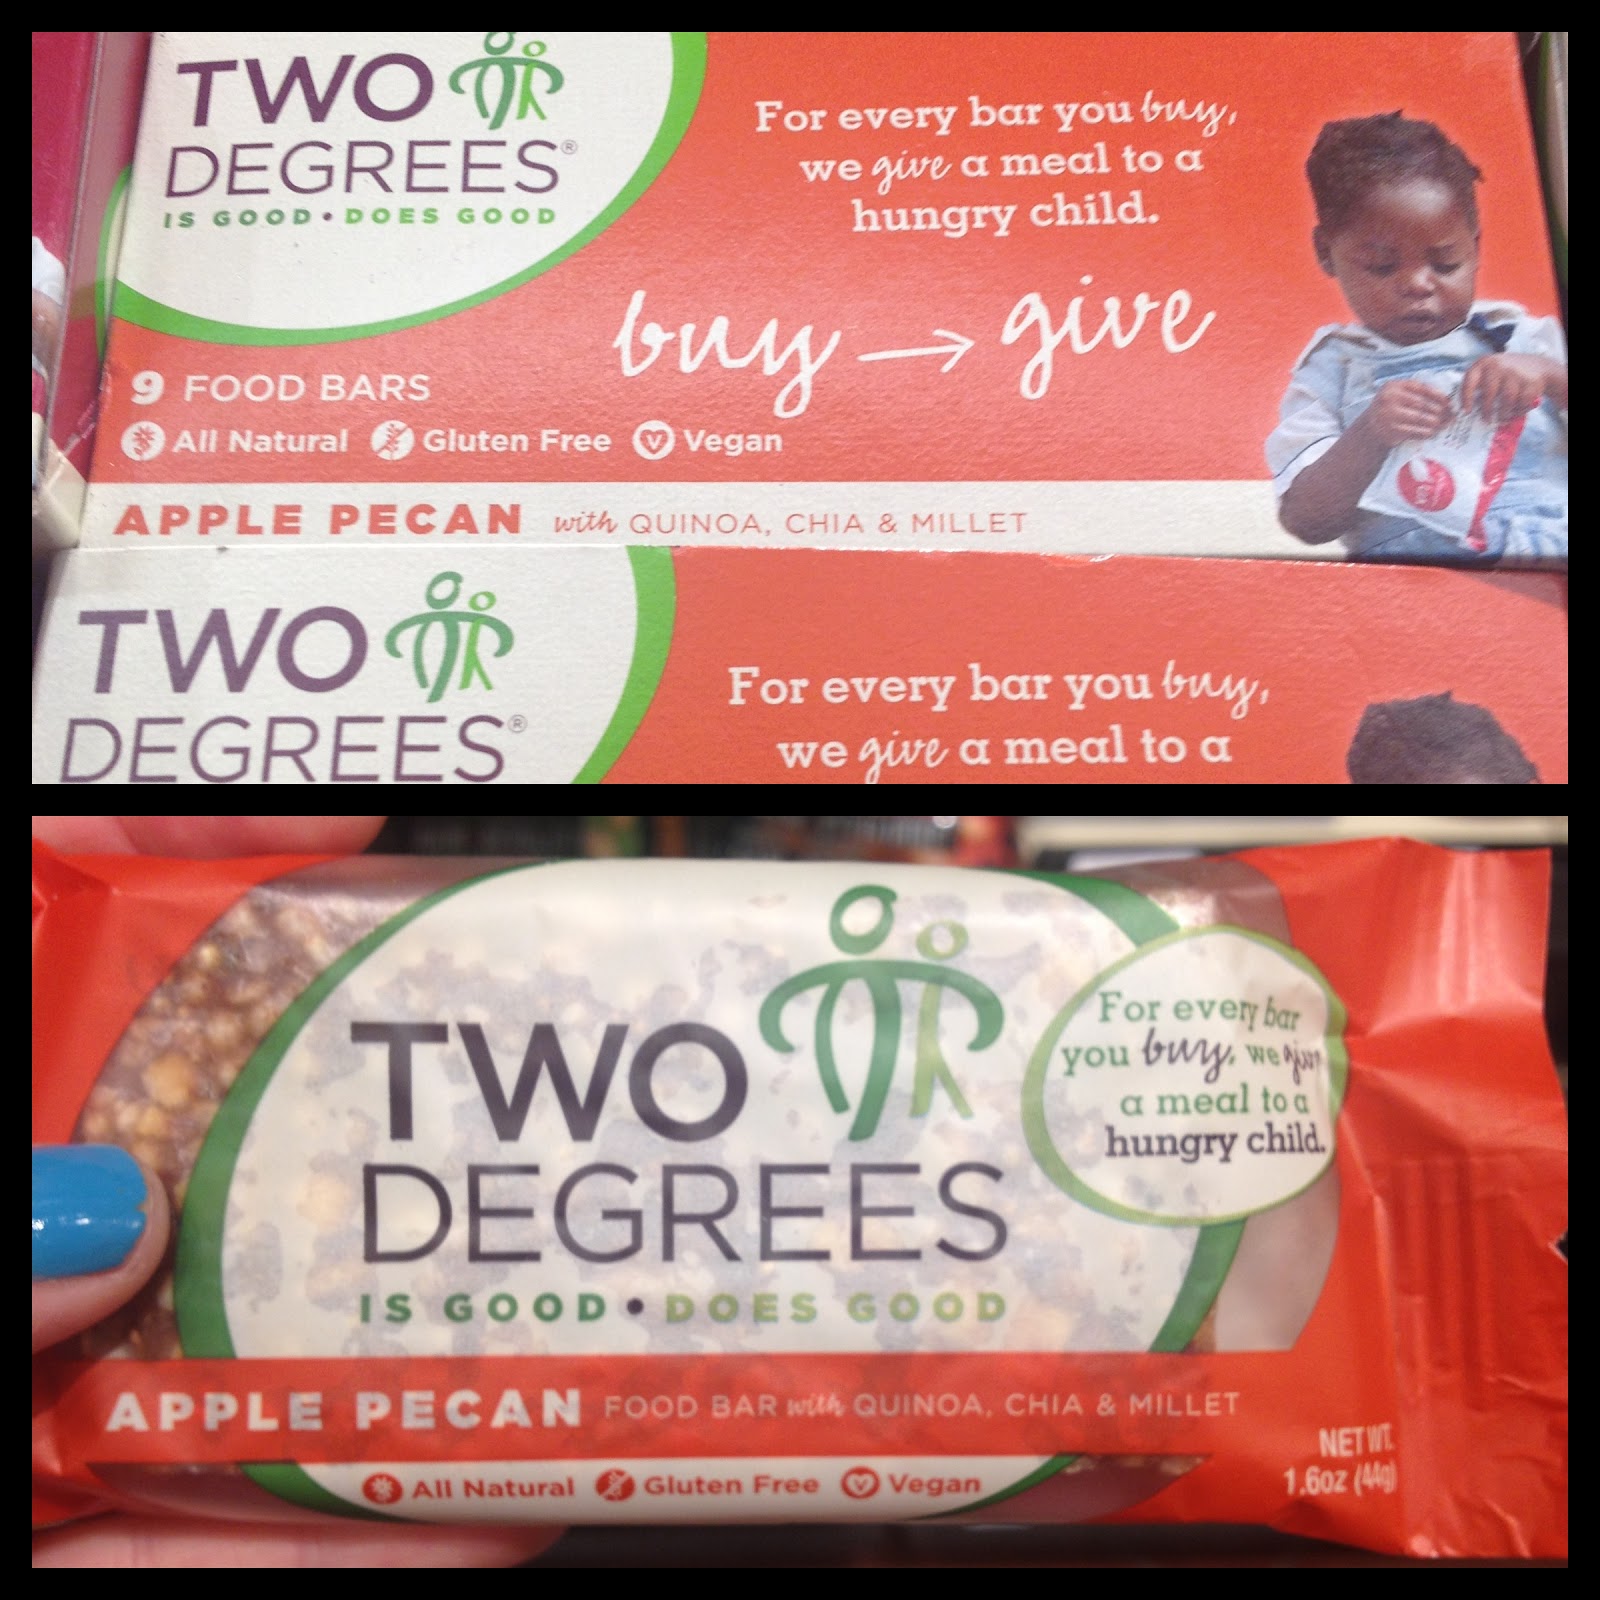 TWO
DEGREES®
IS GOOD • DOES GOOD
For every bar you buy,
we give a meal to a
hungry child.
buy → give
9 FOOD BARS
All Natural Gluten Free V Vegan
APPLE PECAN with QUINOA, CHIA & MILLET
TWO
DEGREES®
For every bar you buy,
we give a meal to a
TWO
DEGREES
IS GOOD • DOES GOOD
For every bar
you buy, we give
a meal to a
hungry child.
APPLE PECAN FOOD BAR with QUINOA, CHIA & MILLET
All Natural Gluten Free V Vegan
NET WT.
1.6oz (44g)